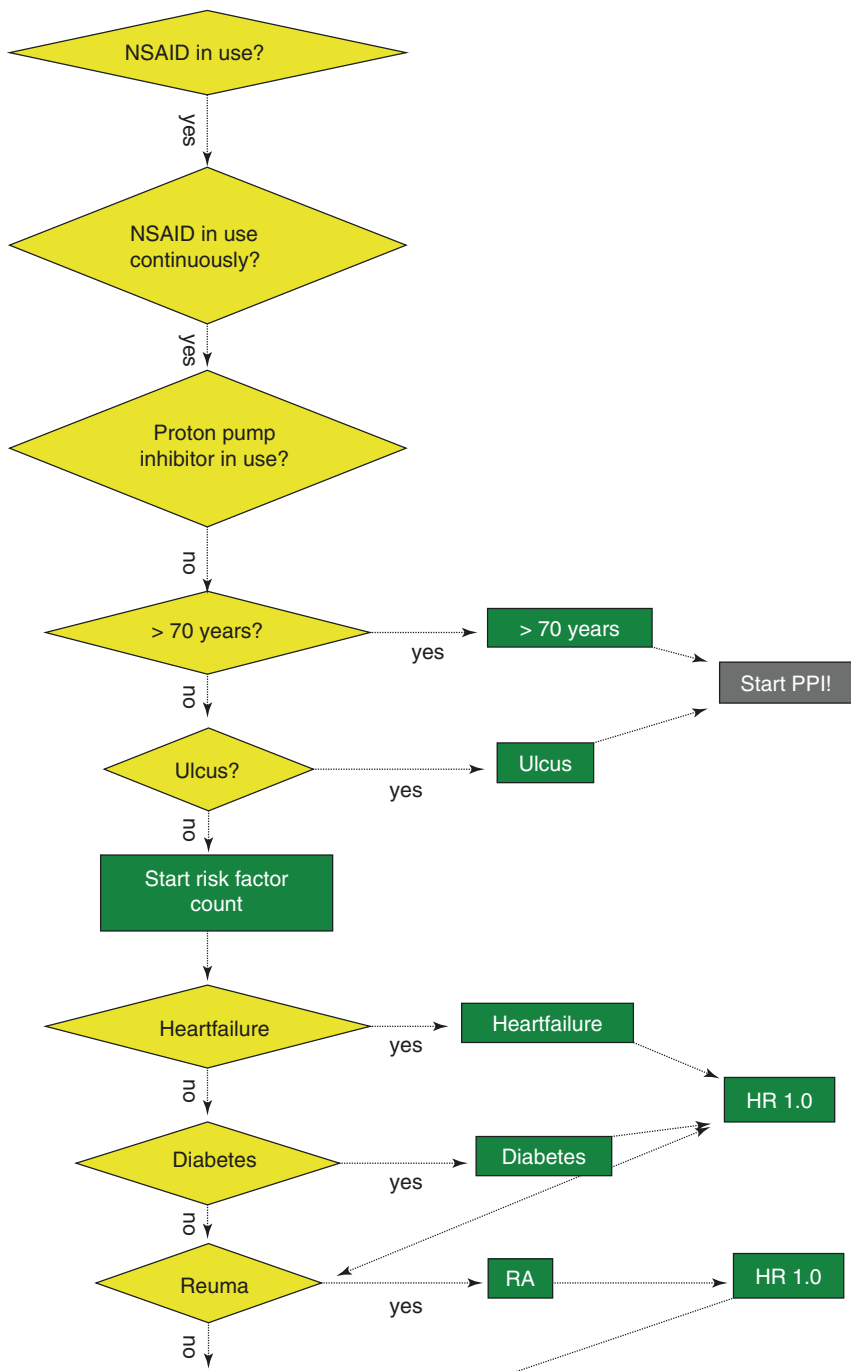 NSAID in use?
yes
NSAID in use
continuously?
yes
Proton pump
inhibitor in use?
no
> 70 years?
yes
> 70 years
Start PPI!
no
Ulcus?
yes
Ulcus
no
Start risk factor
count
Heartfailure
yes
Heartfailure
HR 1.0
no
Diabetes
yes
Diabetes
no
Reuma
yes
RA
HR 1.0
no